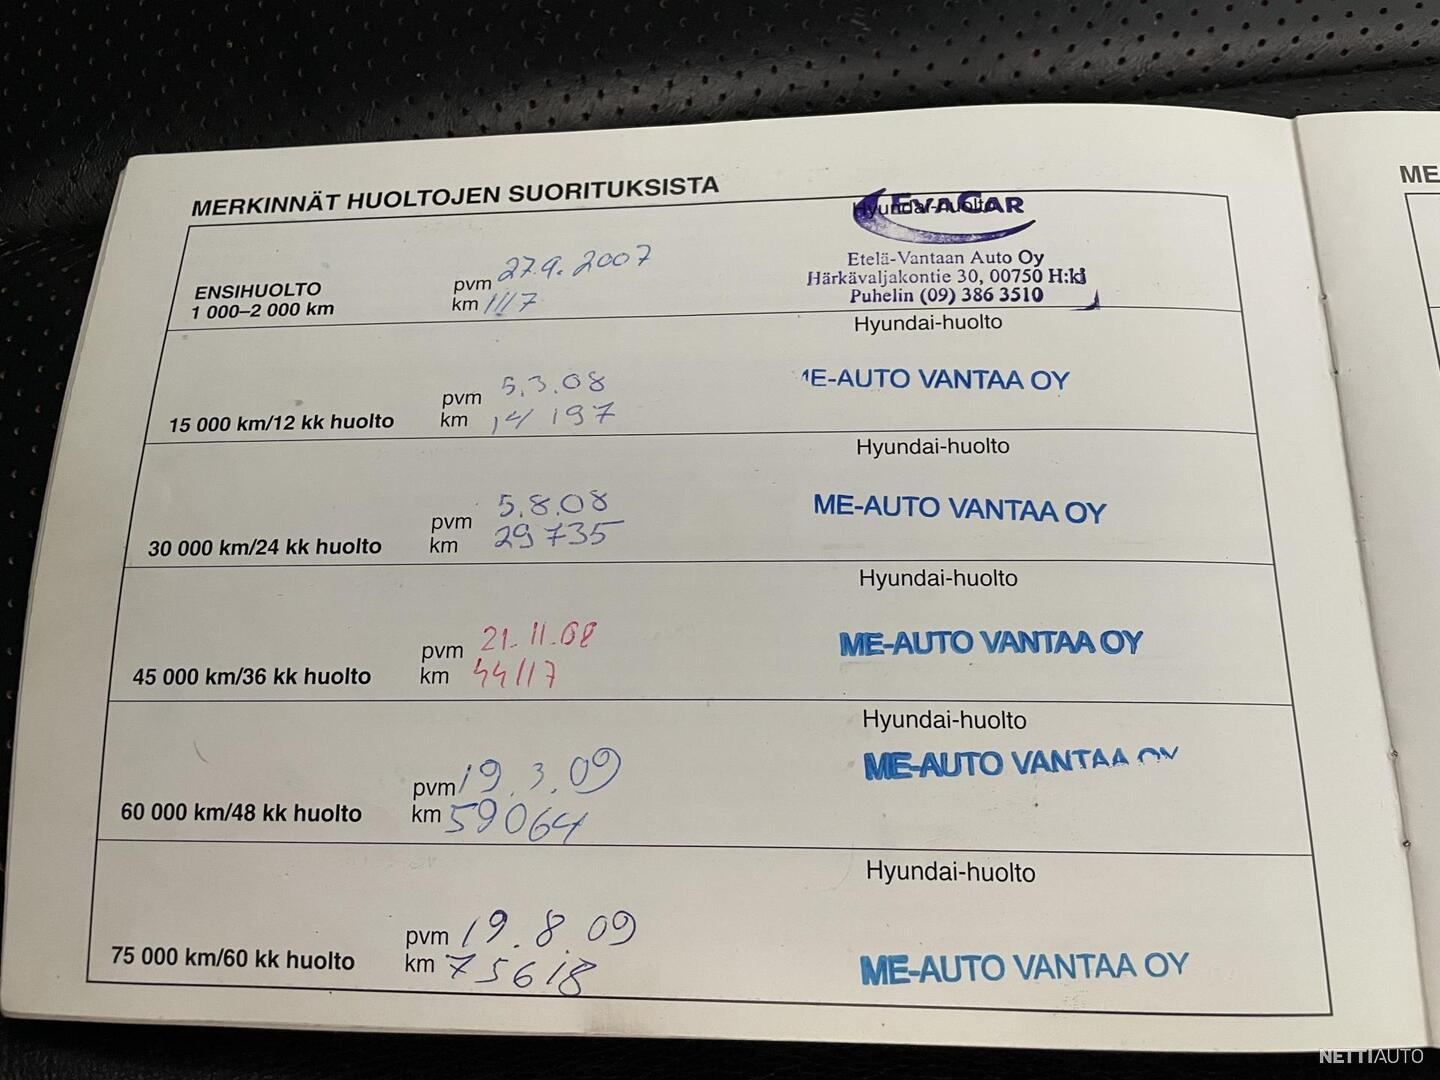 MERKINNÄT HUOLTOJEN SUORITUKSISTA
ME
Hyundai-huolto
EVACAR
Etelä-Vantaan Auto Oy
Härkävaljakontie 30, 00750 H:ki
Puhelin (09) 386 3510
ENSIHUOLTO
1 000–2 000 km
pvm 27.9.2007
km 1117
Hyundai-huolto
ME-AUTO VANTAA OY
15 000 km/12 kk huolto
pvm 5.3.08
km 14 197
Hyundai-huolto
ME-AUTO VANTAA OY
30 000 km/24 kk huolto
pvm 5.8.08
km 29 735
Hyundai-huolto
ME-AUTO VANTAA OY
45 000 km/36 kk huolto
pvm 21.11.08
km 44117
Hyundai-huolto
ME-AUTO VANTAA OY
60 000 km/48 kk huolto
pvm 19.3.09
km 59064
Hyundai-huolto
ME-AUTO VANTAA OY
75 000 km/60 kk huolto
pvm 19.8.09
km 75618
NETTIAUTO